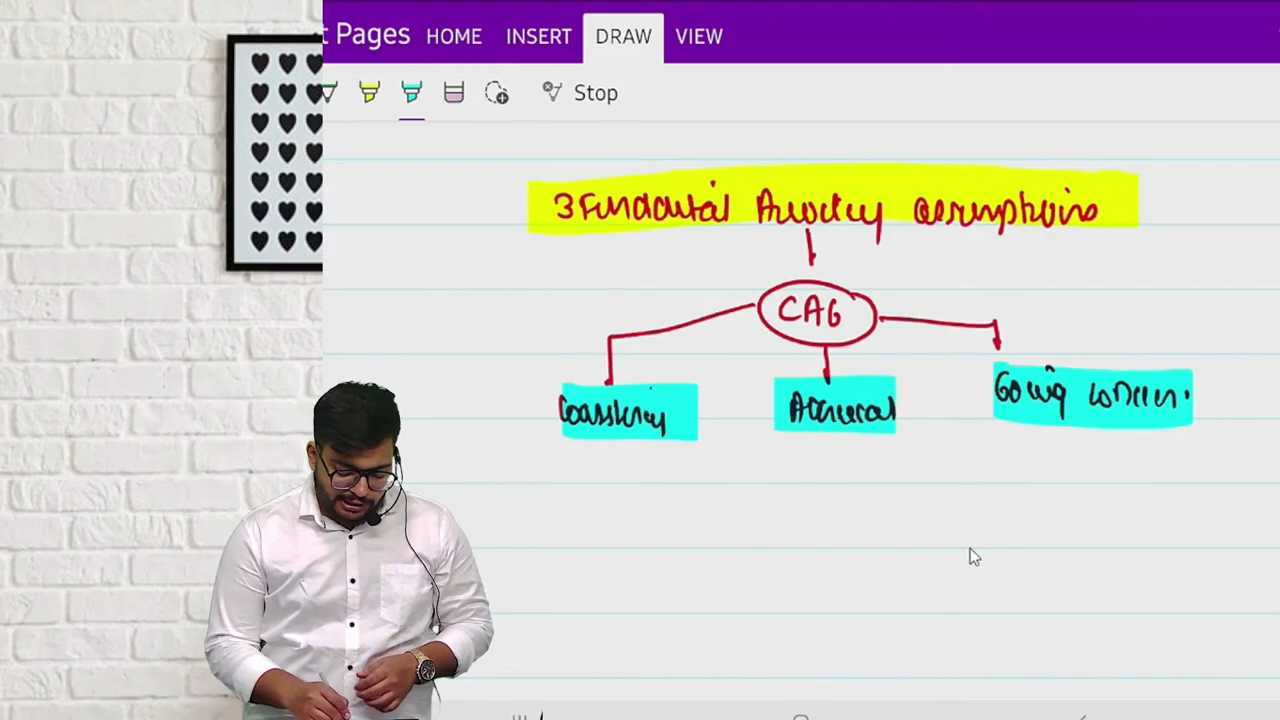 t Pages HOME INSERT DRAW VIEW
Stop
3 Fundamental Accounting assumptions
CAG
Consistency Accrual Going concern.